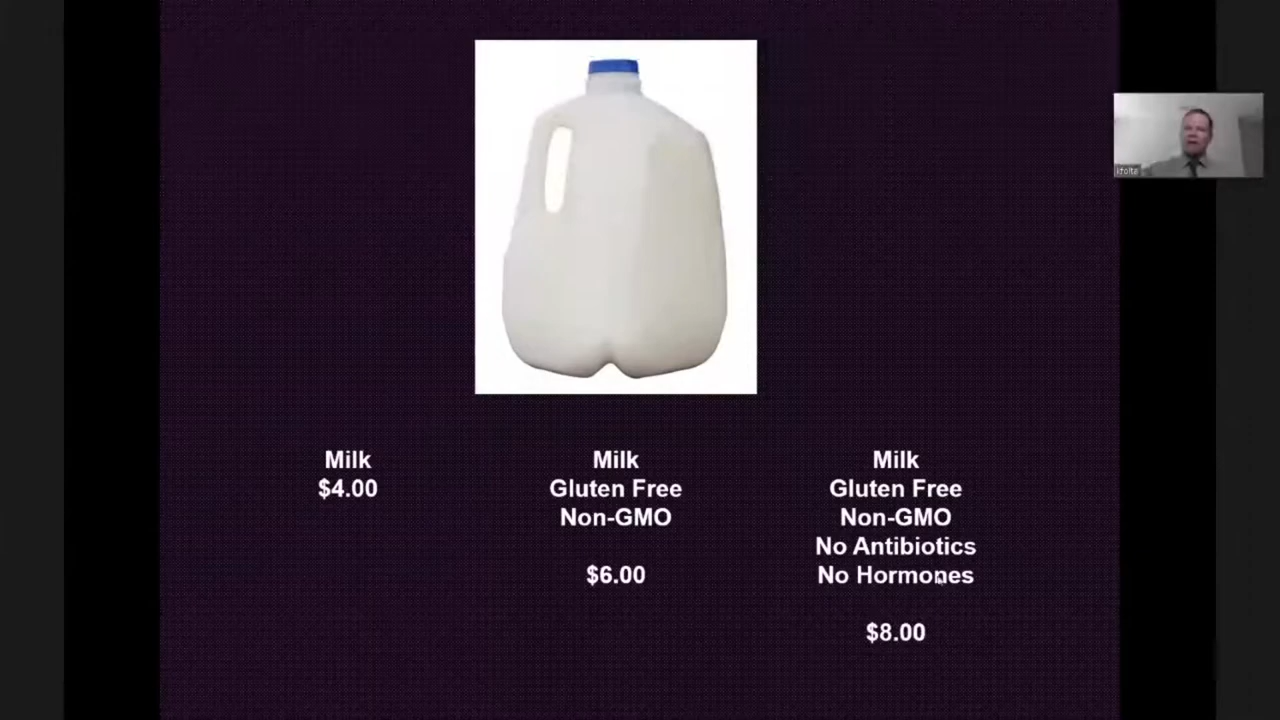 Milk
$4.00
Milk
Gluten Free
Non-GMO
$6.00
Milk
Gluten Free
Non-GMO
No Antibiotics
No Hormones
$8.00
kfolta